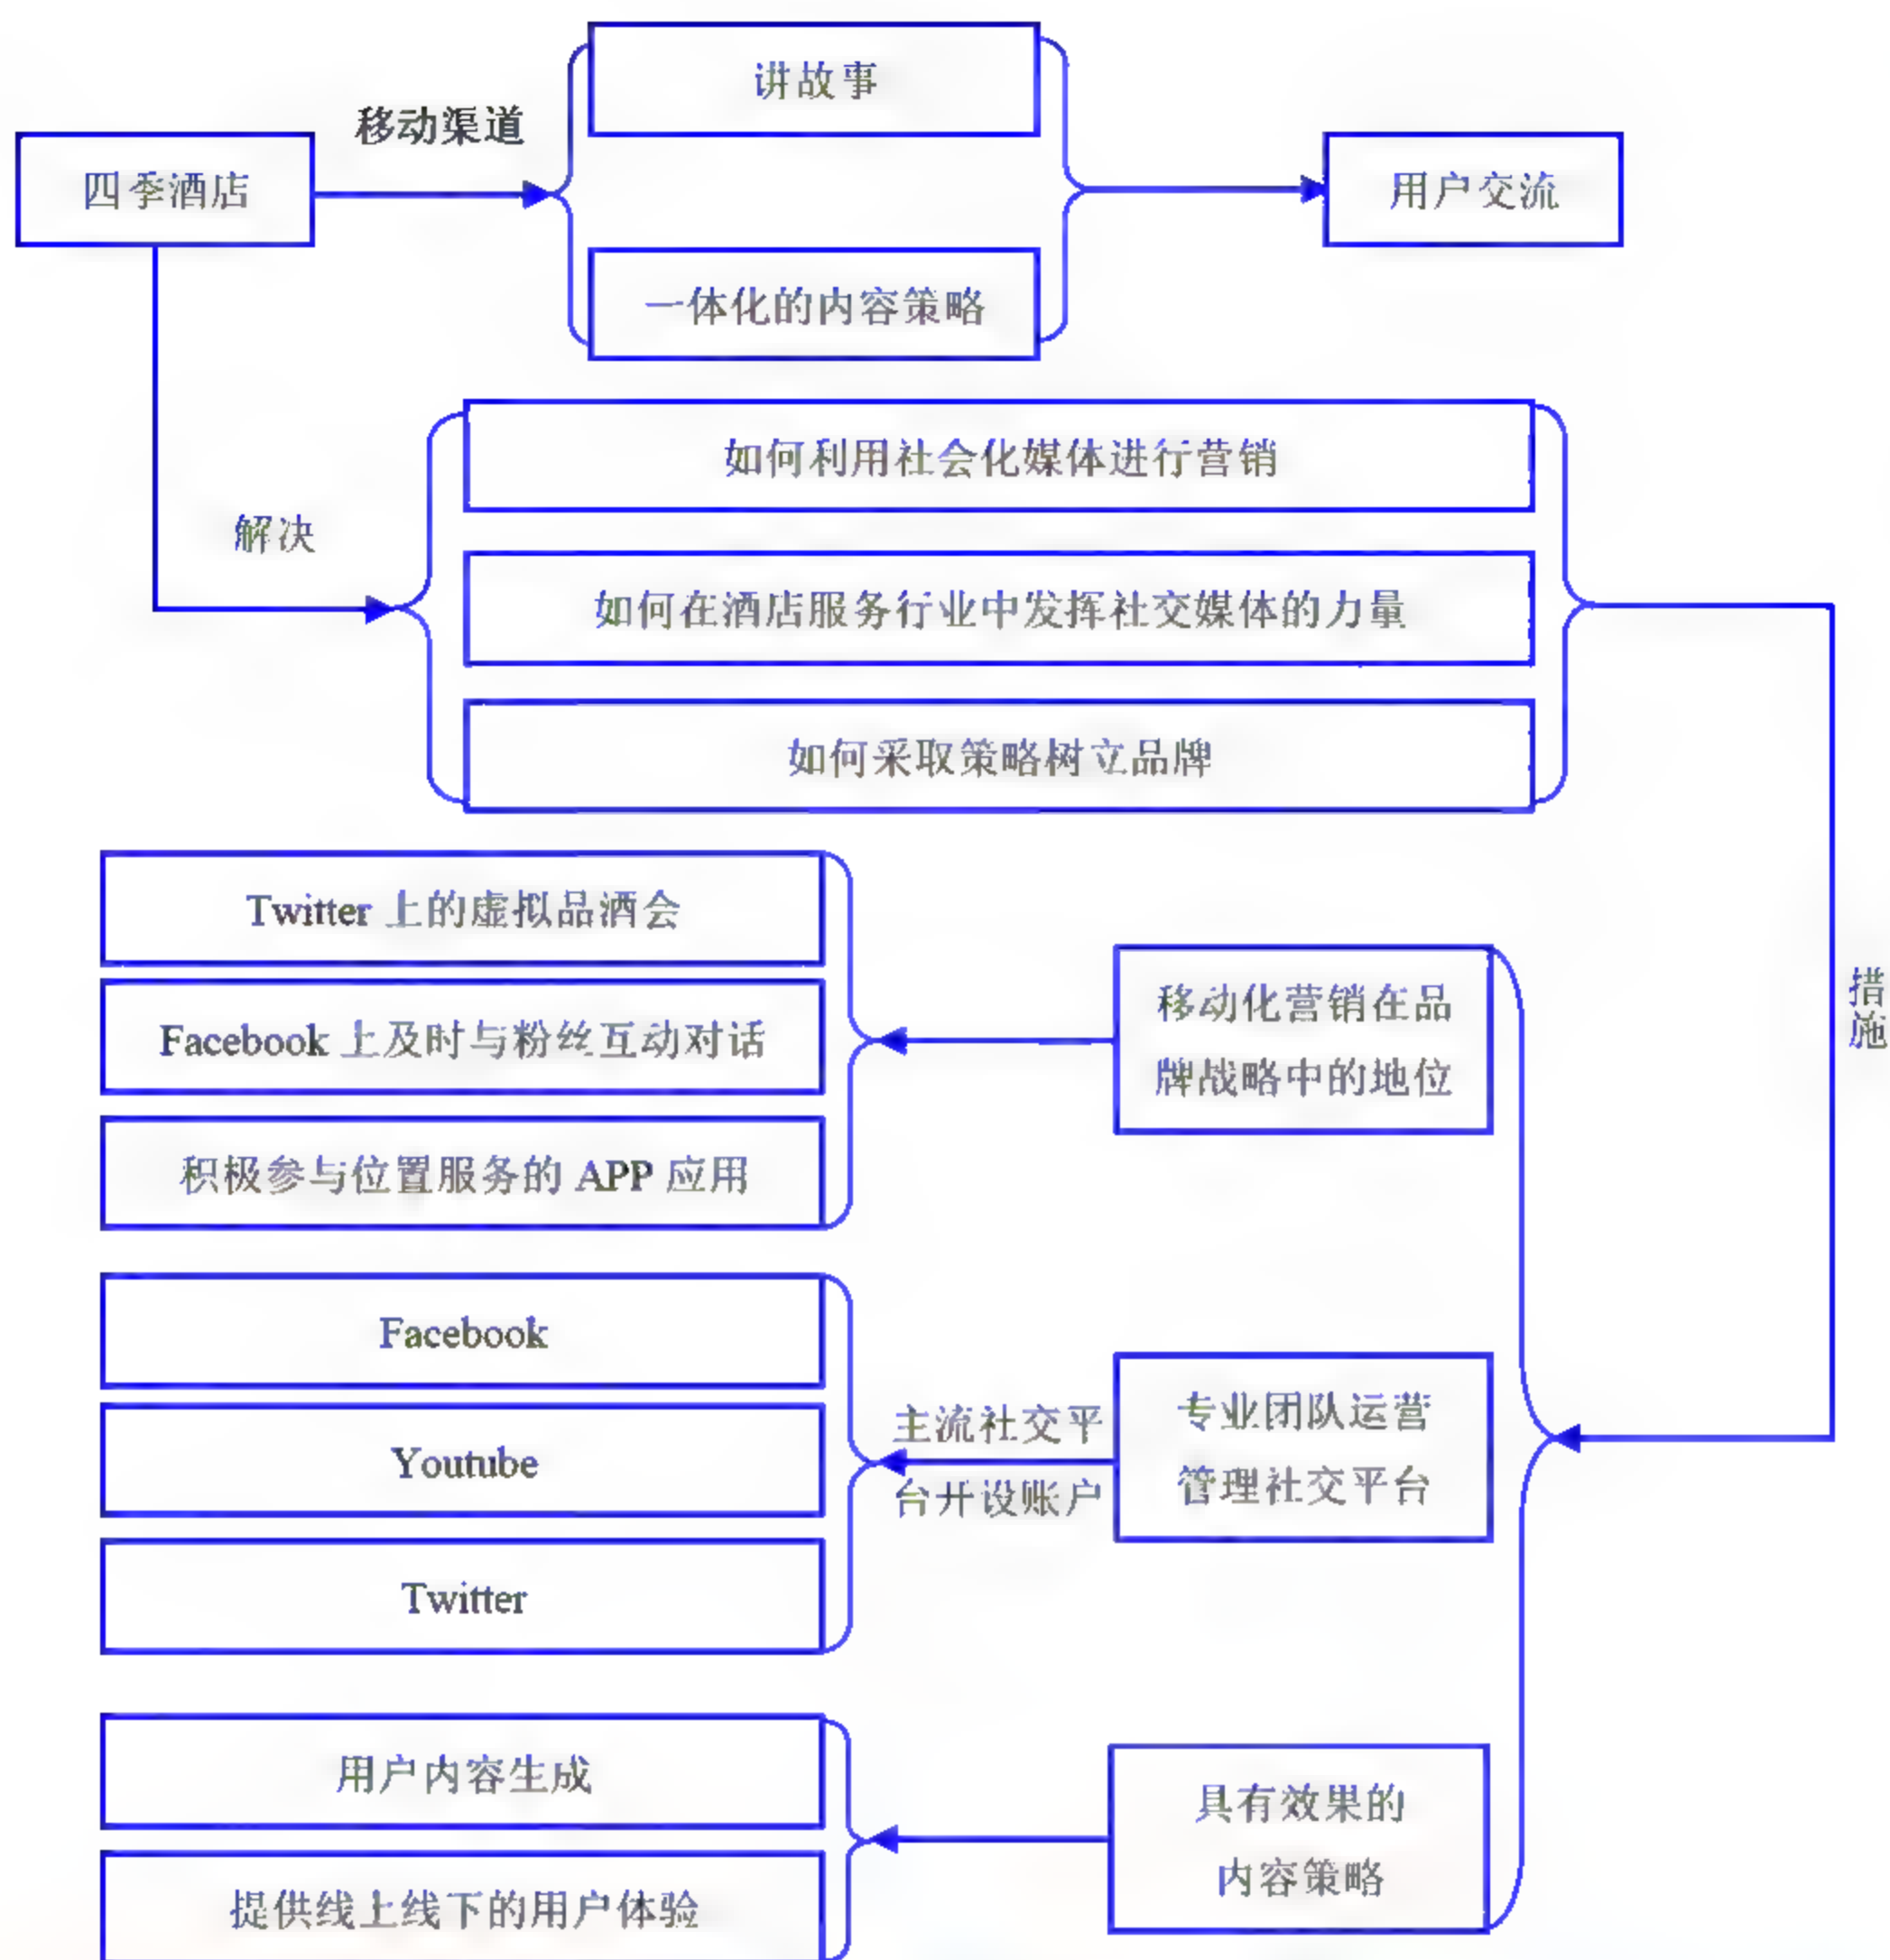 讲故事
移动渠道
四季酒店
用户交流
一体化的内容策略
如何利用社会化媒体进行营销
解决
如何在酒店服务行业中发挥社交媒体的力量
如何采取策略树立品牌
措
施
Twitter 上的虚拟品酒会
Facebook 上及时与粉丝互动对话
积极参与位置服务的 APP 应用
移动化营销在品
牌战略中的地位
Facebook
Youtube
Twitter
主流社交平
台开设账户
专业团队运营
管理社交平台
用户内容生成
提供线上线下的用户体验
具有效果的
内容策略